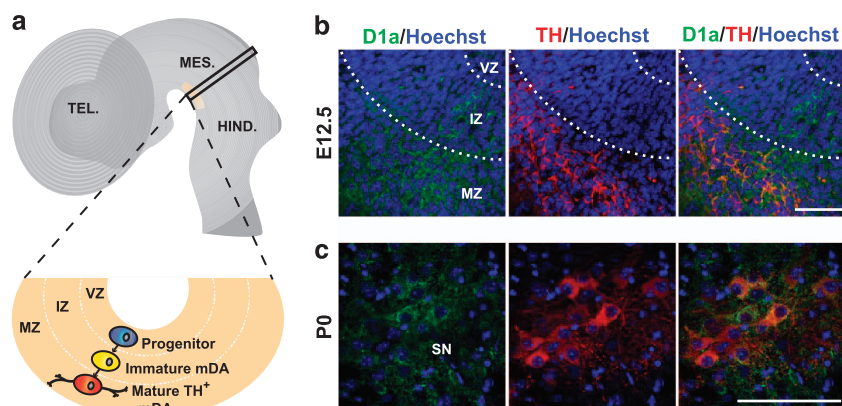 a
MES.
TEL.
HIND.
VZ
IZ
MZ
Progenitor
Immature mDA
Mature TH+
mDA
b
D1a/Hoechst
TH/Hoechst
D1a/TH/Hoechst
E12.5
VZ
IZ
MZ
c
P0
SN